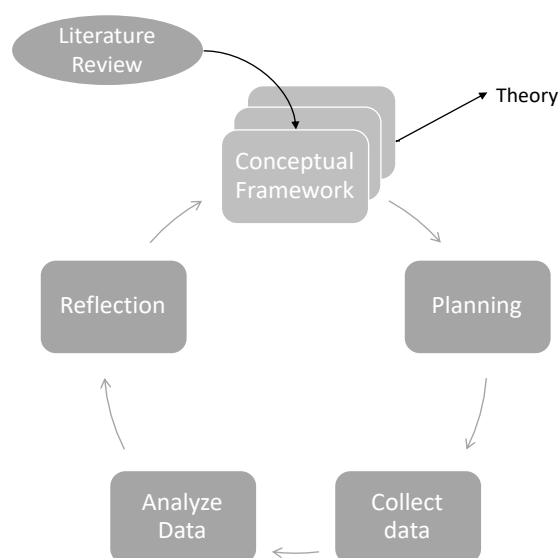 Literature
Review
Theory
Conceptual
Framework
Reflection
Planning
Analyze
Data
Collect
data